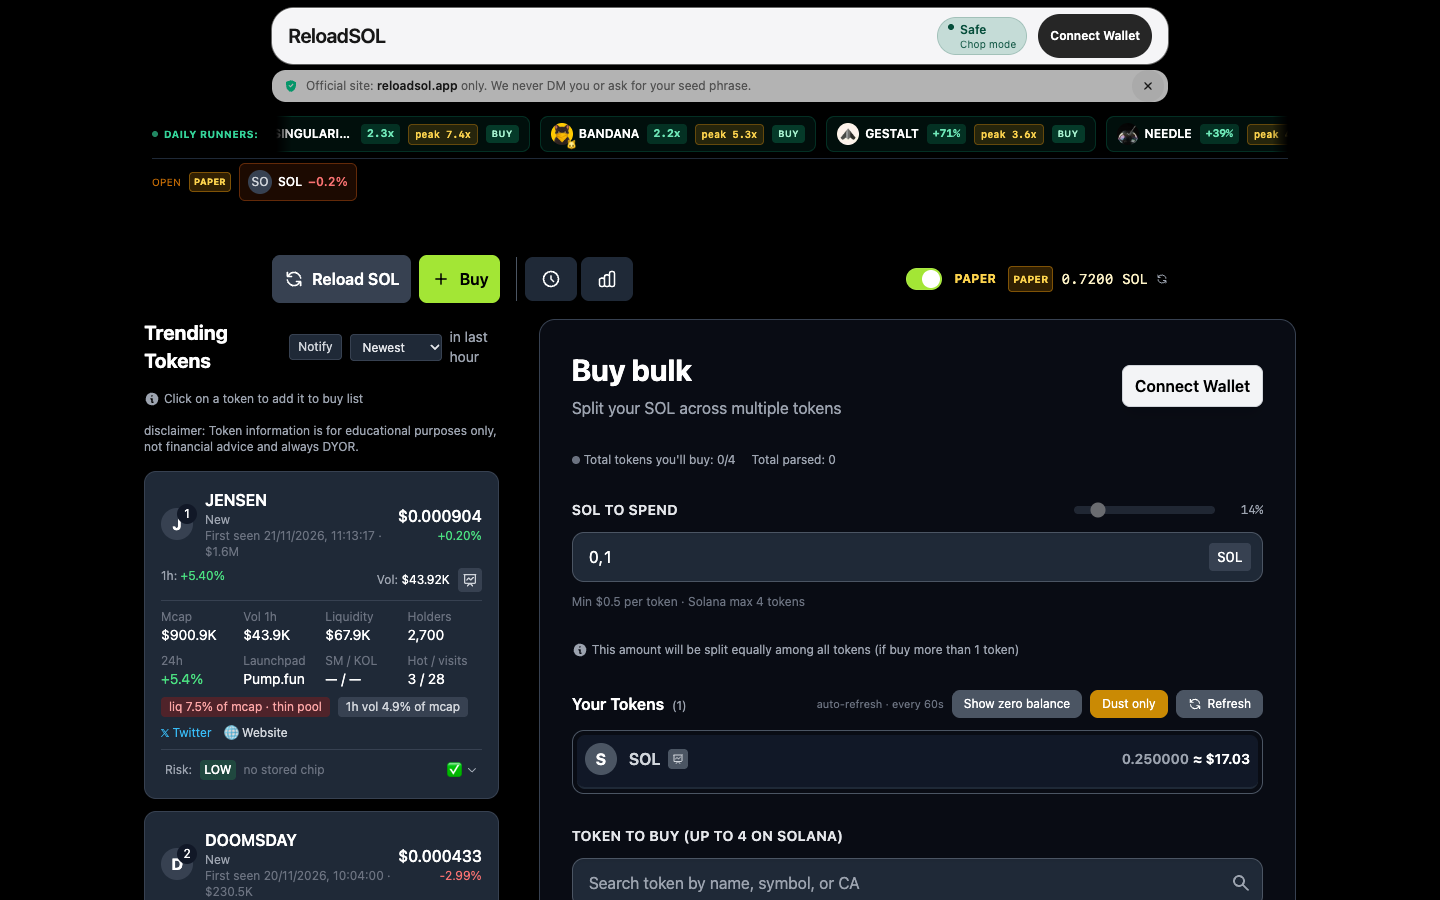 ReloadSOL
Safe
Chop mode
Connect Wallet
Official site: reloadsol.app only. We never DM you or ask for your seed phrase.
DAILY RUNNERS:
INGULARI... 2.3x peak 7.4x BUY
BANDANA 2.2x peak 5.3x BUY
GESTALT +71% peak 3.6x BUY
NEEDLE +39% peak
OPEN PAPER SO SOL −0.2%
Reload SOL
+ Buy
PAPER PAPER 0.7200 SOL
Trending Tokens
Notify
Newest
in last hour
Click on a token to add it to buy list
disclaimer: Token information is for educational purposes only,
not financial advice and always DYOR.
J 1
JENSEN
New
First seen 21/11/2026, 11:13:17 ·
$1.6M
$0.000904
+0.20%
1h: +5.40%
Vol: $43.92K
Mcap Vol 1h Liquidity Holders
$900.9K $43.9K $67.9K 2,700
24h Launchpad SM / KOL Hot / visits
+5.4% Pump.fun — / — 3 / 28
liq 7.5% of mcap · thin pool
1h vol 4.9% of mcap
𝕏 Twitter
Website
Risk: LOW no stored chip
D 2
DOOMSDAY
New
First seen 20/11/2026, 10:04:00 ·
$230.5K
$0.000433
-2.99%
Buy bulk
Split your SOL across multiple tokens
Connect Wallet
Total tokens you'll buy: 0/4 Total parsed: 0
SOL TO SPEND
14%
0,1
SOL
Min $0.5 per token · Solana max 4 tokens
This amount will be split equally among all tokens (if buy more than 1 token)
Your Tokens (1)
auto-refresh · every 60s
Show zero balance
Dust only
Refresh
S SOL
0.250000 ≈ $17.03
TOKEN TO BUY (UP TO 4 ON SOLANA)
Search token by name, symbol, or CA